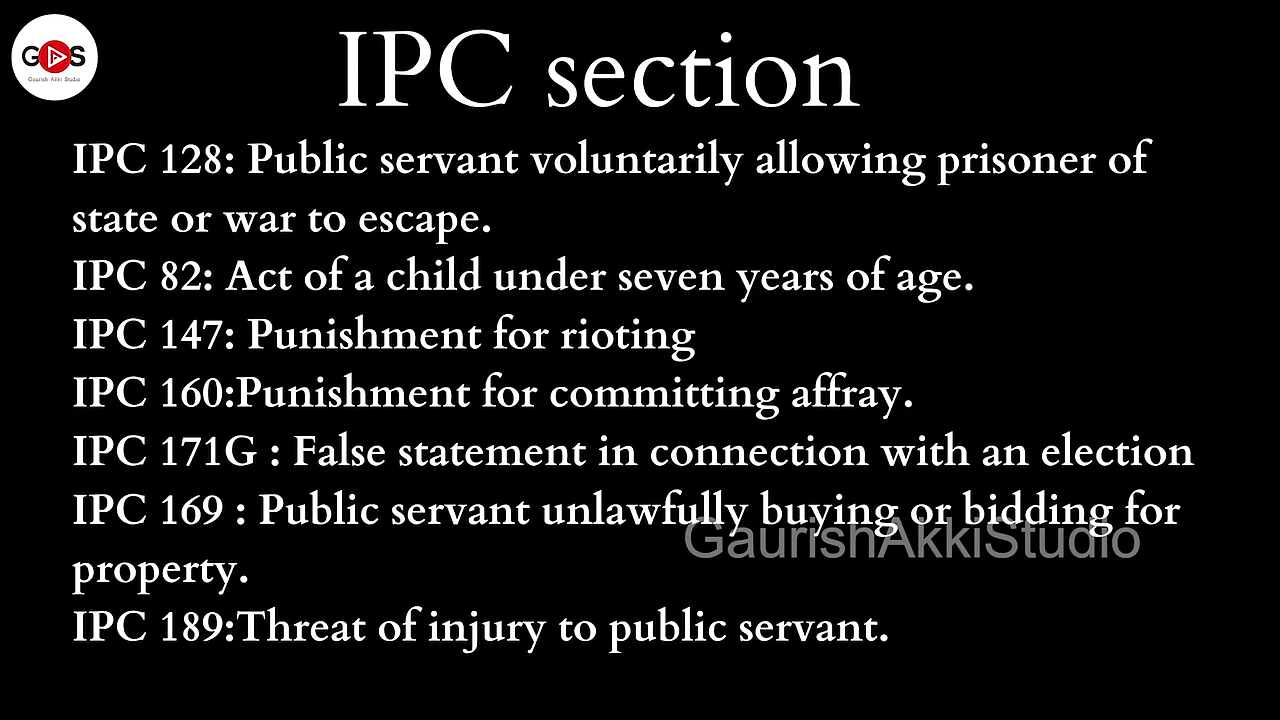 GAS
Gaurish Akki Studio
IPC section
IPC 128: Public servant voluntarily allowing prisoner of
state or war to escape.
IPC 82: Act of a child under seven years of age.
IPC 147: Punishment for rioting
IPC 160:Punishment for committing affray.
IPC 171G : False statement in connection with an election
IPC 169 : Public servant unlawfully buying or bidding for
GaurishAkkiStudio
property.
IPC 189:Threat of injury to public servant.